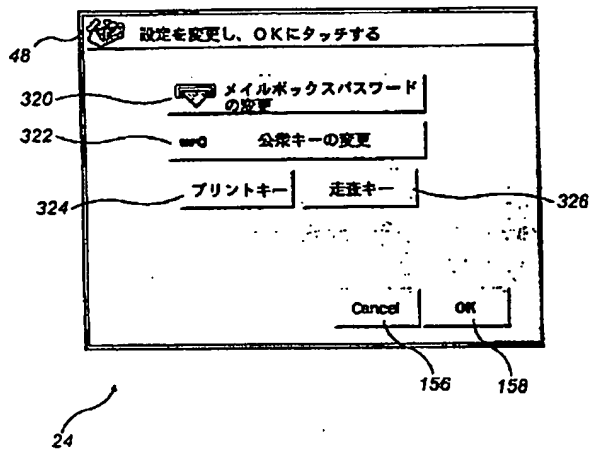 設定を変更し、OKにタッチする
48
メイルボックスパスワード
の変更
320
公衆キーの変更
322
プリントキー
走査キー
324
326
Cancel
OK
156
158
24